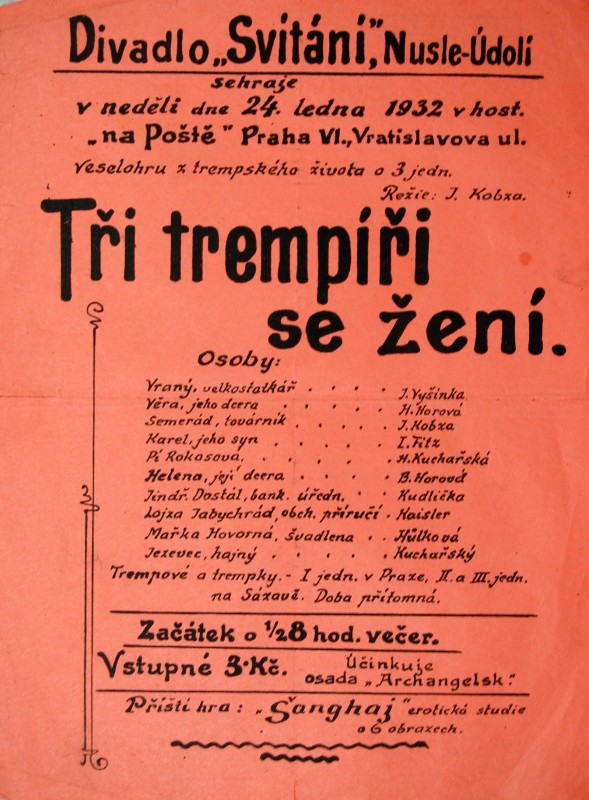 Divadlo „Svítání", Nusle-Údolí
sehraje
v neděli dne 24. ledna 1932 v host.
„na Poště" Praha VI., Vratislavova ul.
Veselohru z trempského života o 3 jedn.
Režie: J. Kobza.
Tři trempíři
se žení.
Osoby:
Vraný, velkostatkář . . . . J. Vyšinka
Věra, jeho dcera . . . . . H. Horová
Semerád, továrník . . . . . J. Kobza
Karel, jeho syn . . . . . I. Fitz
Pí Rokosová, . . . . . H. Kuchařská
Helena, její dcera . . . . . B. Horová
Jindř. Dostál, bank. úředn. . . Kudlička
Lojza Jabychrád, obch. příručí . Kaisler
Mařka Hovorná, švadlena . . Hůlková
Jezevec, hajný . . . . . Kuchařský
Trempové a trempky. - I jedn. v Praze, II. a III. jedn.
na Sázavě. Doba přítomná.
Začátek o ½8 hod. večer.
Vstupné 3·Kč. Účinkuje
osada „Archangelsk".
Příští hra: „Šanghaj" erotická studie
o 6 obrazech.